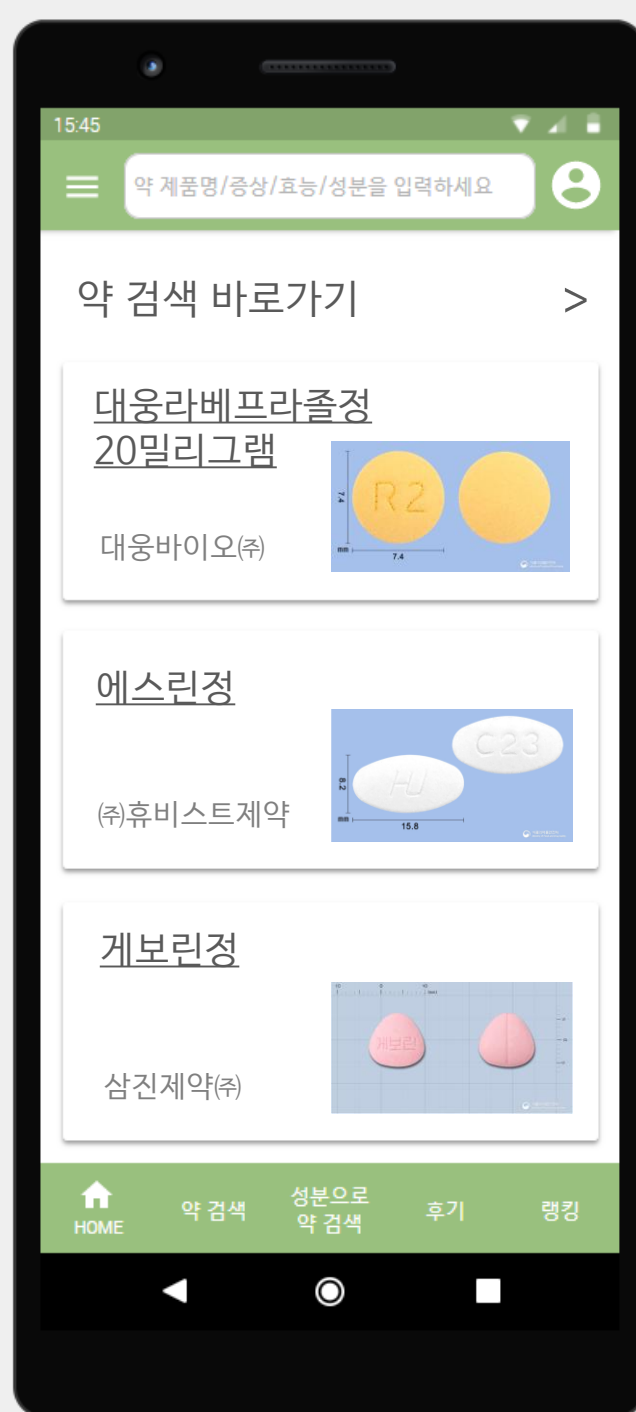 15:45
약 제품명/증상/효능/성분을 입력하세요
약 검색 바로가기 >
대웅라베프라졸정
20밀리그램
대웅바이오㈜
R2
7.4
mm
7.4
에스린정
㈜휴비스트제약
C23
HJ
8.2
mm
15.8
게보린정
삼진제약㈜
10 0 10 (mm)
게보린
HOME
약 검색
성분으로
약 검색
후기
랭킹